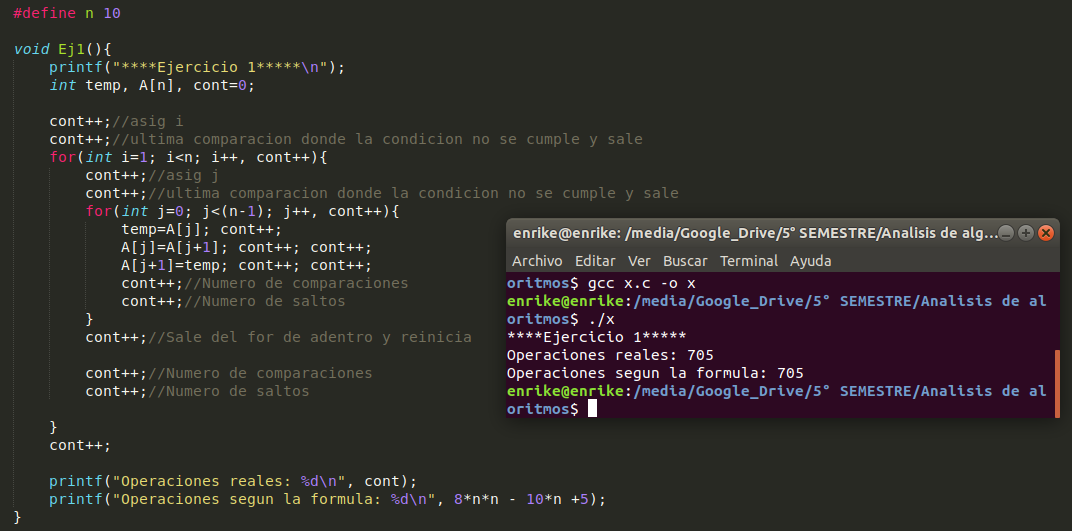 #define n 10
void Ej1(){
printf("****Ejercicio 1*****\n");
int temp, A[n], cont=0;
cont++;//asig i
cont++;//ultima comparacion donde la condicion no se cumple y sale
for(int i=1; i<n; i++, cont++){
cont++;//asig j
cont++;//ultima comparacion donde la condicion no se cumple y sale
for(int j=0; j<(n-1); j++, cont++){
temp=A[j]; cont++;
A[j]=A[j+1]; cont++; cont++;
A[j+1]=temp; cont++; cont++;
cont++;//Numero de comparaciones
cont++;//Numero de saltos
}
cont++;//Sale del for de adentro y reinicia
cont++;//Numero de comparaciones
cont++;//Numero de saltos
}
cont++;
printf("Operaciones reales: %d\n", cont);
printf("Operaciones segun la formula: %d\n", 8*n*n - 10*n +5);
}
enrike@enrike: /media/Google_Drive/5° SEMESTRE/Analisis de alg...
Archivo Editar Ver Buscar Terminal Ayuda
oritmos$ gcc x.c -o x
enrike@enrike:/media/Google_Drive/5° SEMESTRE/Analisis de al
oritmos$ ./x
****Ejercicio 1*****
Operaciones reales: 705
Operaciones segun la formula: 705
enrike@enrike:/media/Google_Drive/5° SEMESTRE/Analisis de al
oritmos$